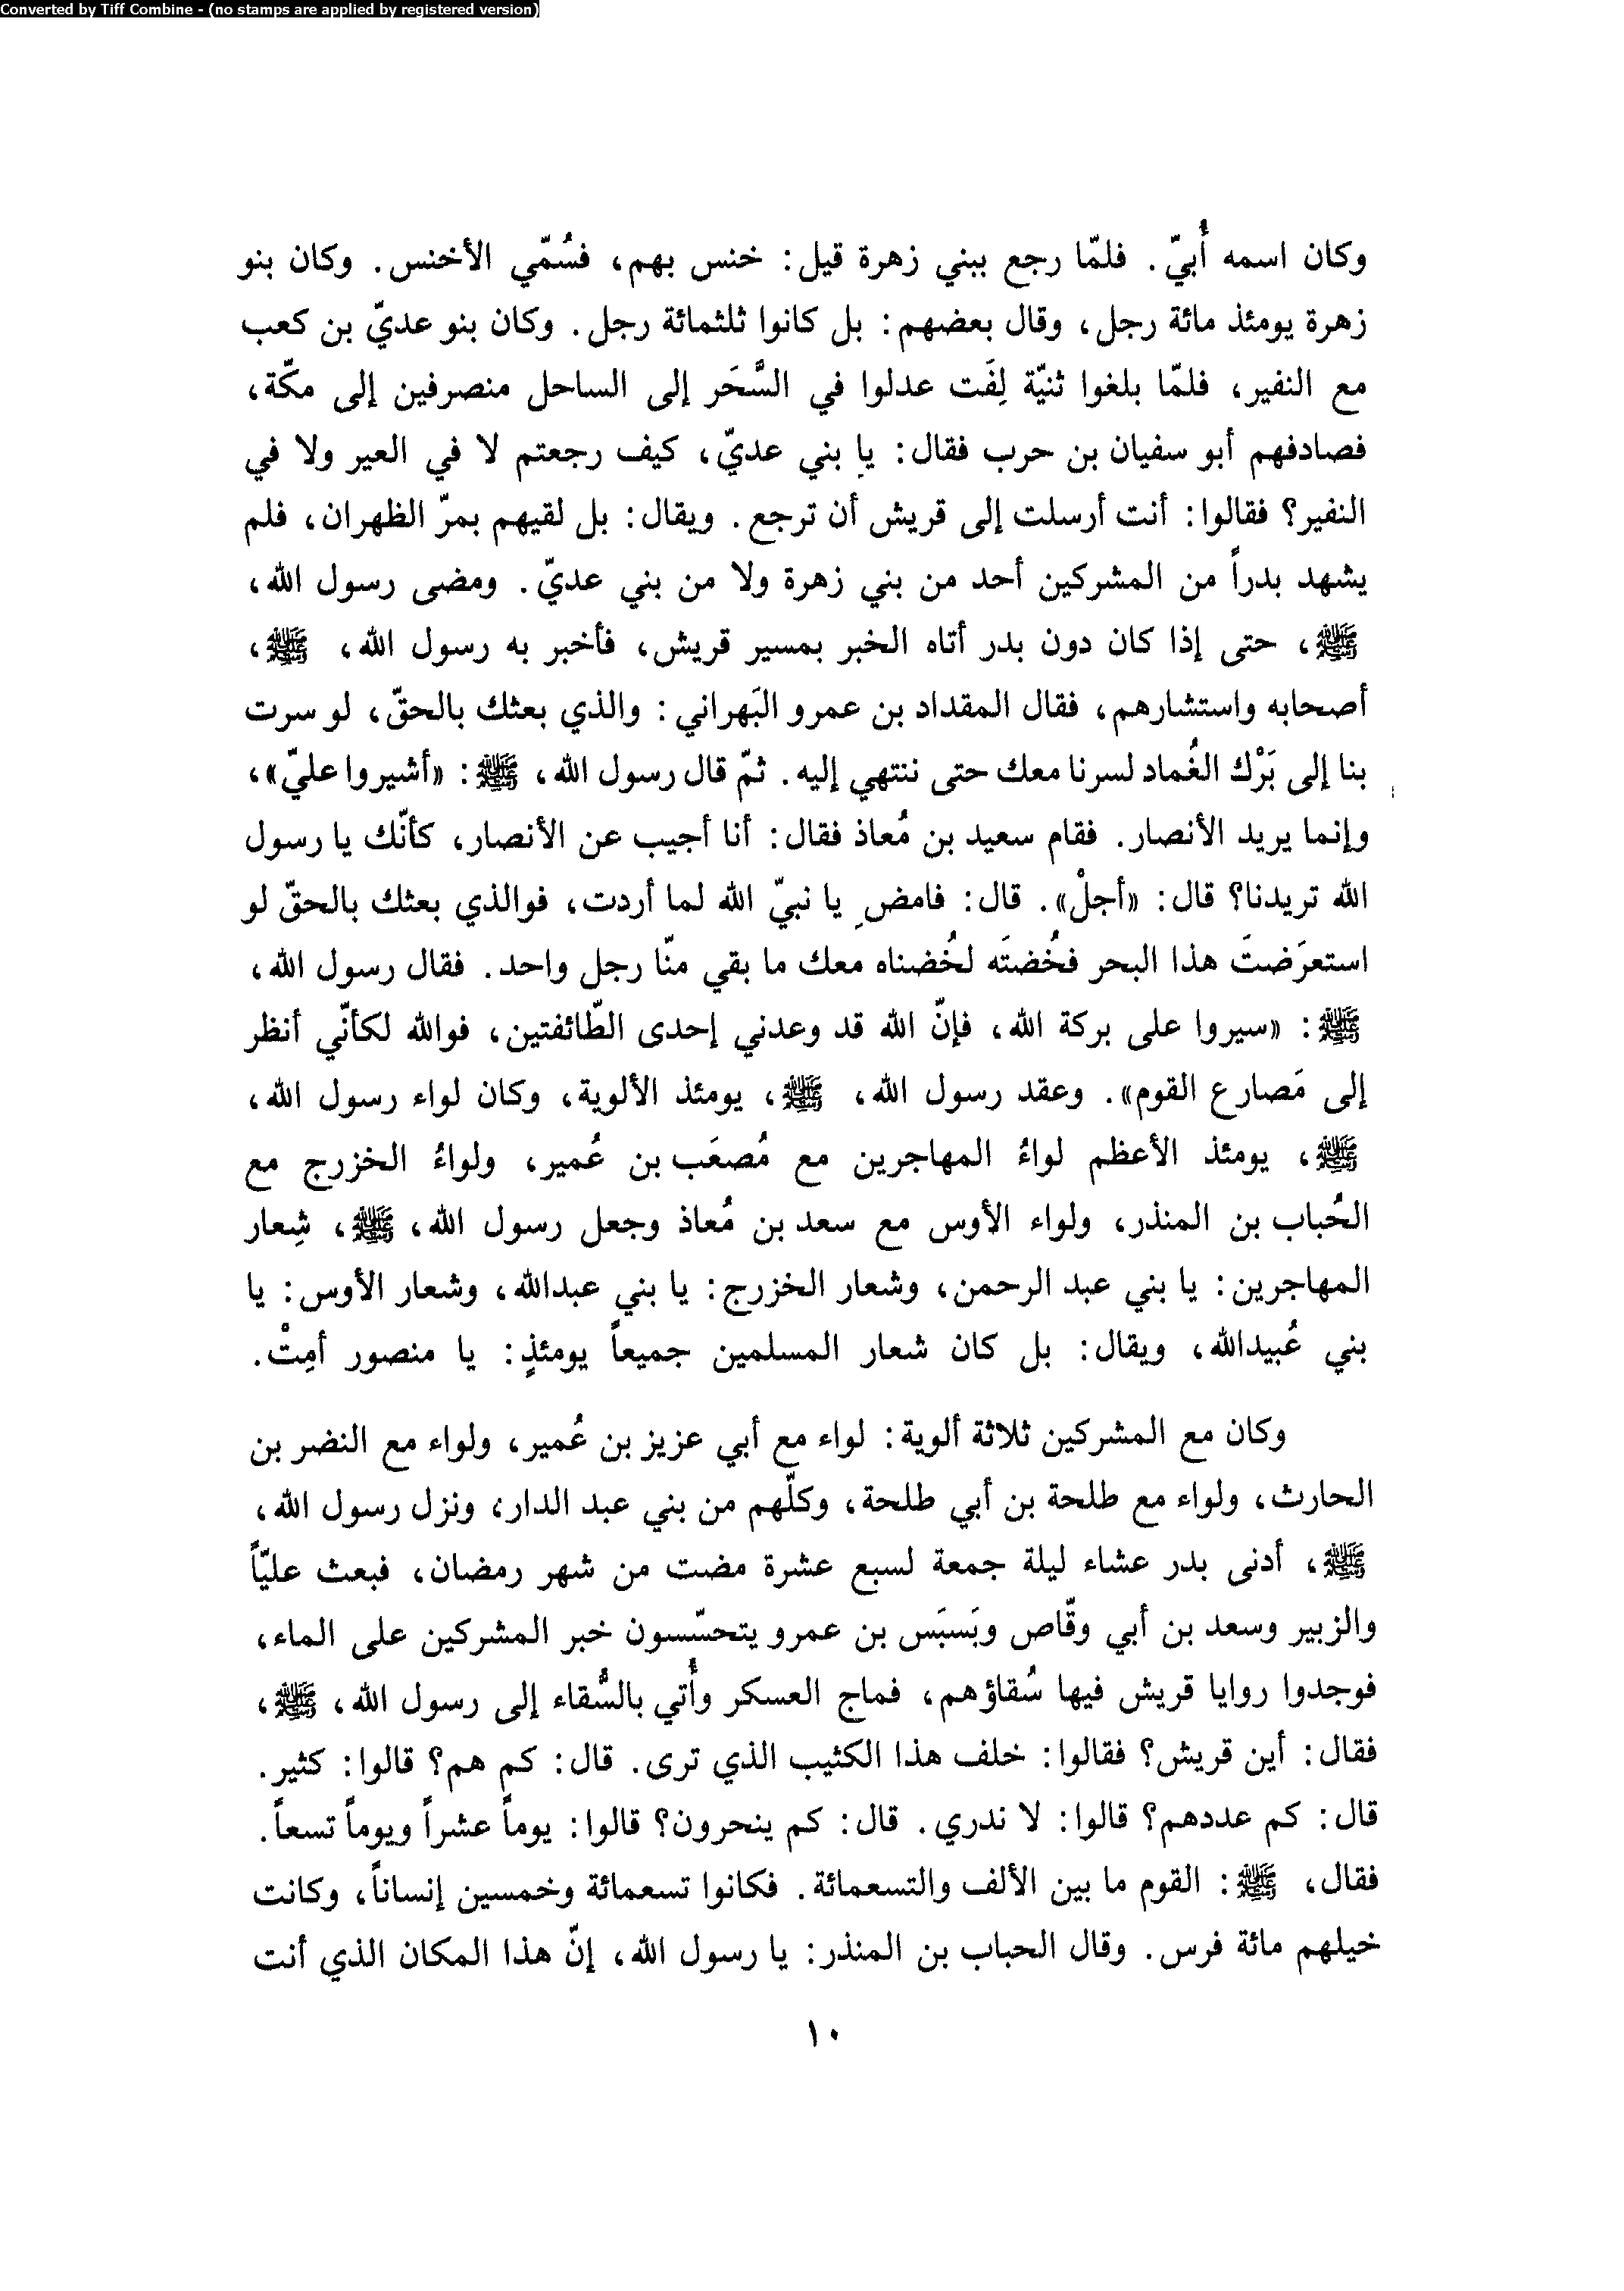 Converted by Tiff Combine - (no stamps are applied by registered version)
وكان اسمه أُبيّ. فلمّا رجع ببني زهرة قيل: خنس بهم، فسُمّي الأخنس. وكان بنو
زهرة يومئذ مائة رجل، وقال بعضهم: بل كانوا ثلثمائة رجل. وكان بنو عديّ بن كعب
مع النفير، فلمّا بلغوا ثنيّة لِفَت عدلوا في السَّحَر إلى الساحل منصرفين إلى مكّة،
فصادفهم أبو سفيان بن حرب فقال: يا بني عديّ، كيف رجعتم لا في العير ولا في
النفير؟ فقالوا: أنت أرسلت إلى قريش أن ترجع. ويقال: بل لقيهم بمرّ الظهران، فلم
يشهد بدراً من المشركين أحد من بني زهرة ولا من بني عديّ. ومضى رسول الله،
ﷺ، حتى إذا كان دون بدر أتاه الخبر بمسير قريش، فأخبر به رسول الله، ﷺ،
أصحابه واستشارهم، فقال المقداد بن عمرو البَهراني: والذي بعثك بالحقّ، لو سرت
بنا إلى بَرْك الغُماد لسرنا معك حتى ننتهي إليه. ثمّ قال رسول الله، ﷺ: «أشيروا عليّ»،
وإنما يريد الأنصار. فقام سعيد بن مُعاذ فقال: أنا أجيب عن الأنصار، كأنّك يا رسول
الله تريدنا؟ قال: «أجلْ». قال: فامضِ يا نبيّ الله لما أردت، فوالذي بعثك بالحقّ لو
استعرَضتَ هذا البحر فخُضتَه لخُضناه معك ما بقي منّا رجل واحد. فقال رسول الله،
ﷺ: «سيروا على بركة الله، فإنّ الله قد وعدني إحدى الطّائفتين، فوالله لكأنّي أنظر
إلى مَصارع القوم». وعقد رسول الله، ﷺ، يومئذ الألوية، وكان لواء رسول الله،
ﷺ، يومئذ الأعظم لواءُ المهاجرين مع مُصعَب بن عُمير، ولواءُ الخزرج مع
الحُباب بن المنذر، ولواء الأوس مع سعد بن مُعاذ وجعل رسول الله، ﷺ، شِعار
المهاجرين: يا بني عبد الرحمن، وشعار الخزرج: يا بني عبدالله، وشعار الأوس: يا
بني عُبيدالله، ويقال: بل كان شعار المسلمين جميعاً يومئذٍ: يا منصور أمِتْ.
وكان مع المشركين ثلاثة ألوية: لواء مع أبي عزيز بن عُمير، ولواء مع النضر بن
الحارث، ولواء مع طلحة بن أبي طلحة، وكلّهم من بني عبد الدار، ونزل رسول الله،
ﷺ، أدنى بدر عشاء ليلة جمعة لسبع عشرة مضت من شهر رمضان، فبعث عليّاً
والزبير وسعد بن أبي وقّاص وبَسبَس بن عمرو يتحسّسون خبر المشركين على الماء،
فوجدوا روايا قريش فيها سُقاؤهم، فماج العسكر وأُتي بالسُّقاء إلى رسول الله، ﷺ،
فقال: أين قريش؟ فقالوا: خلف هذا الكثيب الذي ترى. قال: كم هم؟ قالوا: كثير.
قال: كم عددهم؟ قالوا: لا ندري. قال: كم ينحرون؟ قالوا: يوماً عشراً ويوماً تسعاً.
فقال، ﷺ: القوم ما بين الألف والتسعمائة. فكانوا تسعمائة وخمسين إنساناً، وكانت
خيلهم مائة فرس. وقال الحباب بن المنذر: يا رسول الله، إنّ هذا المكان الذي أنت
١٠